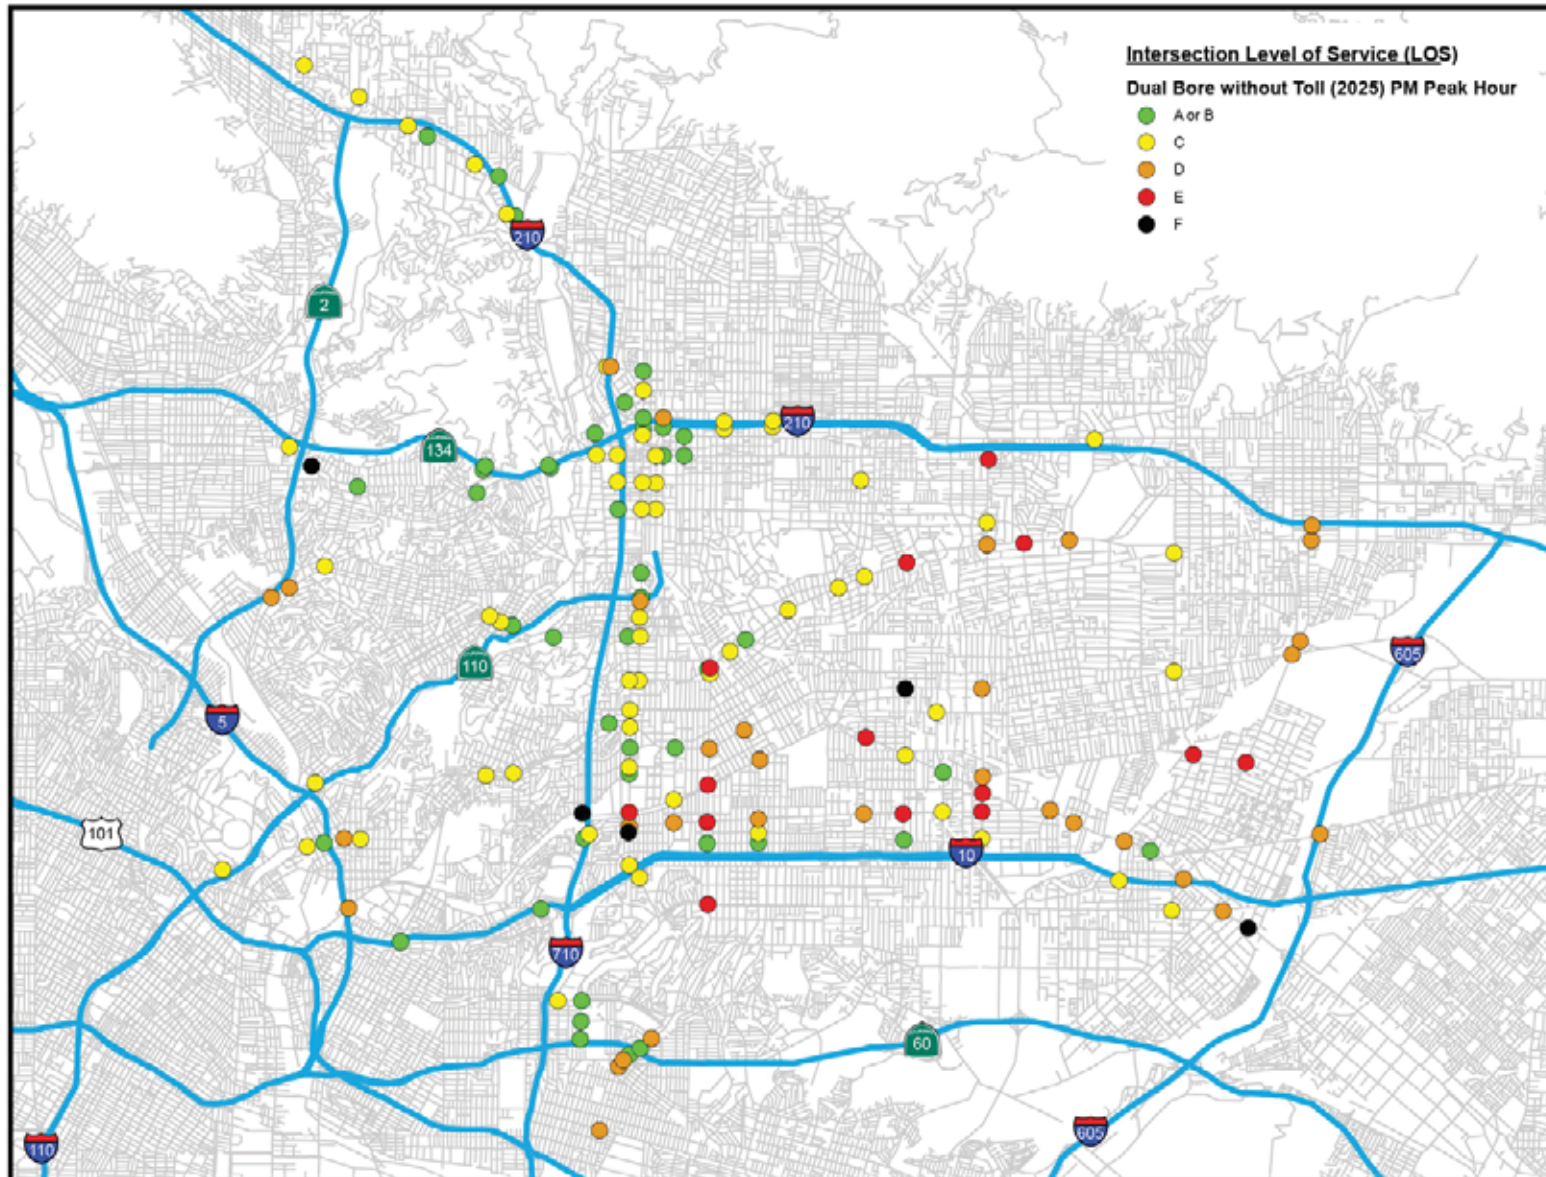 Intersection Level of Service (LOS)
Dual Bore without Toll (2025) PM Peak Hour
A or B
C
D
E
F
210
2
134
210
110
605
5
101
10
710
60
605
110